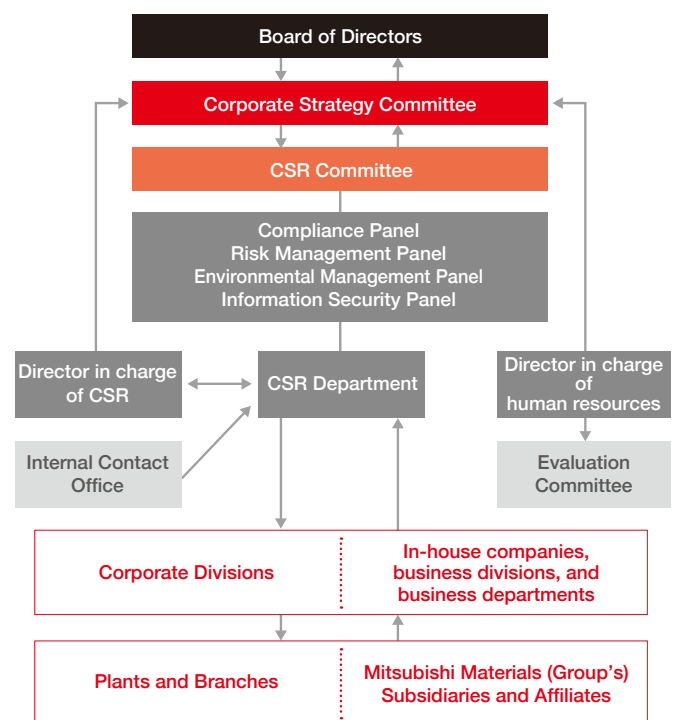 Board of Directors
Corporate Strategy Committee
CSR Committee
Compliance Panel
Risk Management Panel
Environmental Management Panel
Information Security Panel
Director in charge
of CSR
CSR Department
Director in charge
of
human resources
Internal Contact
Office
Evaluation
Committee
Corporate Divisions
In-house companies,
business divisions, and
business departments
Plants and Branches
Mitsubishi Materials (Group's)
Subsidiaries and Affiliates